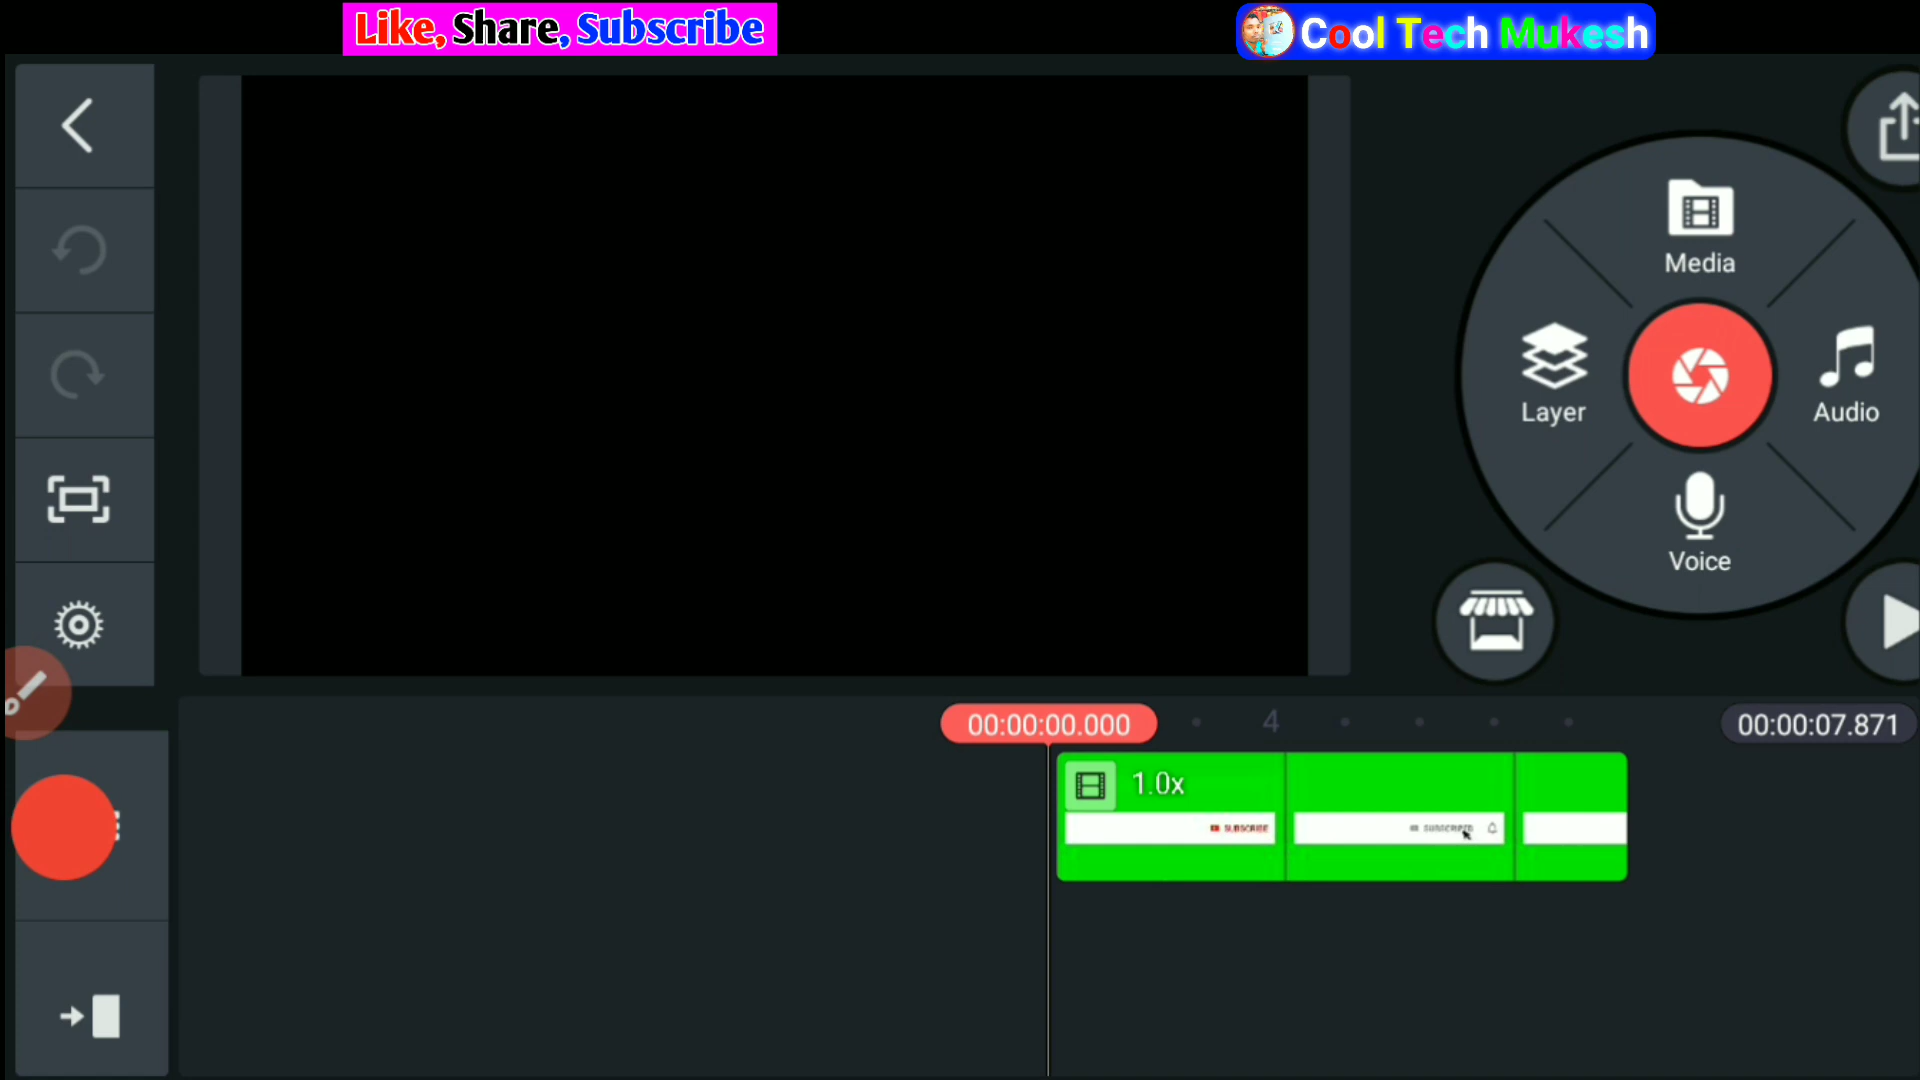 Like, Share, Subscribe
Cool Tech Mukesh
Media
Layer
Audio
Voice
00:00:00.000
4
00:00:07.871
1.0x
SUBSCRIBE
SUBSCRIBED